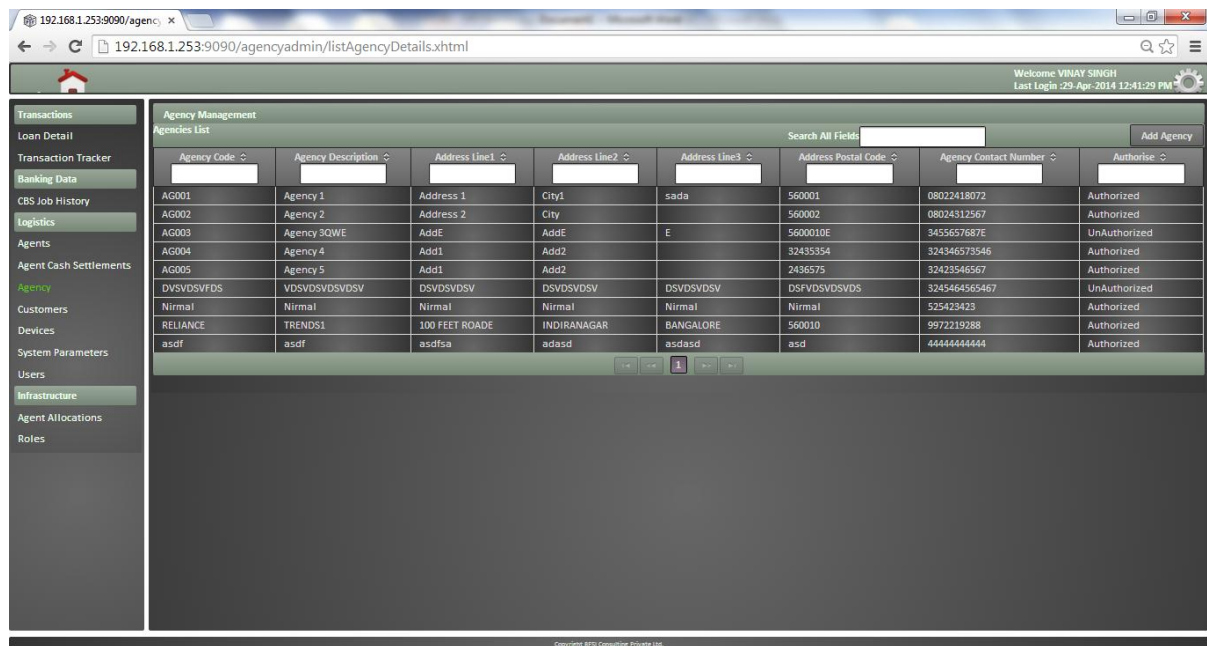 192.168.1.253:9090/agenc ×
192.168.1.253:9090/agencyadmin/listAgencyDetails.xhtml
Welcome VINAY SINGH
Last Login :29-Apr-2014 12:41:29 PM
Transactions
Loan Detail
Transaction Tracker
Banking Data
CBS Job History
Logistics
Agents
Agent Cash Settlements
Agency
Customers
Devices
System Parameters
Users
Infrastructure
Agent Allocations
Roles
Agency Management
Agencies List Search All Fields Add Agency
Agency Code Agency Description Address Line1 Address Line2 Address Line3 Address Postal Code Agency Contact Number Authorise
AG001 Agency 1 Address 1 City1 sada 560001 08022418072 Authorized
AG002 Agency 2 Address 2 City 560002 08024312567 Authorized
AG003 Agency 3QWE AddE AddE E 5600010E 3455657687E UnAuthorized
AG004 Agency 4 Add1 Add2 32435354 324346573546 Authorized
AG005 Agency 5 Add1 Add2 2436575 32423546567 Authorized
DVSVDSVFDS VDSVDSVDSVDSV DSVDSVDSV DSVDSVDSV DSVDSVDSV DSFVDSVDSVDS 3245464565467 UnAuthorized
Nirmal Nirmal Nirmal Nirmal Nirmal Nirmal 525423423 Authorized
RELIANCE TRENDS1 100 FEET ROADE INDIRANAGAR BANGALORE 560010 9972219288 Authorized
asdf asdf asdfsa adasd asdasd asd 44444444444 Authorized
1
Copyright BFSI Consulting Private Ltd.